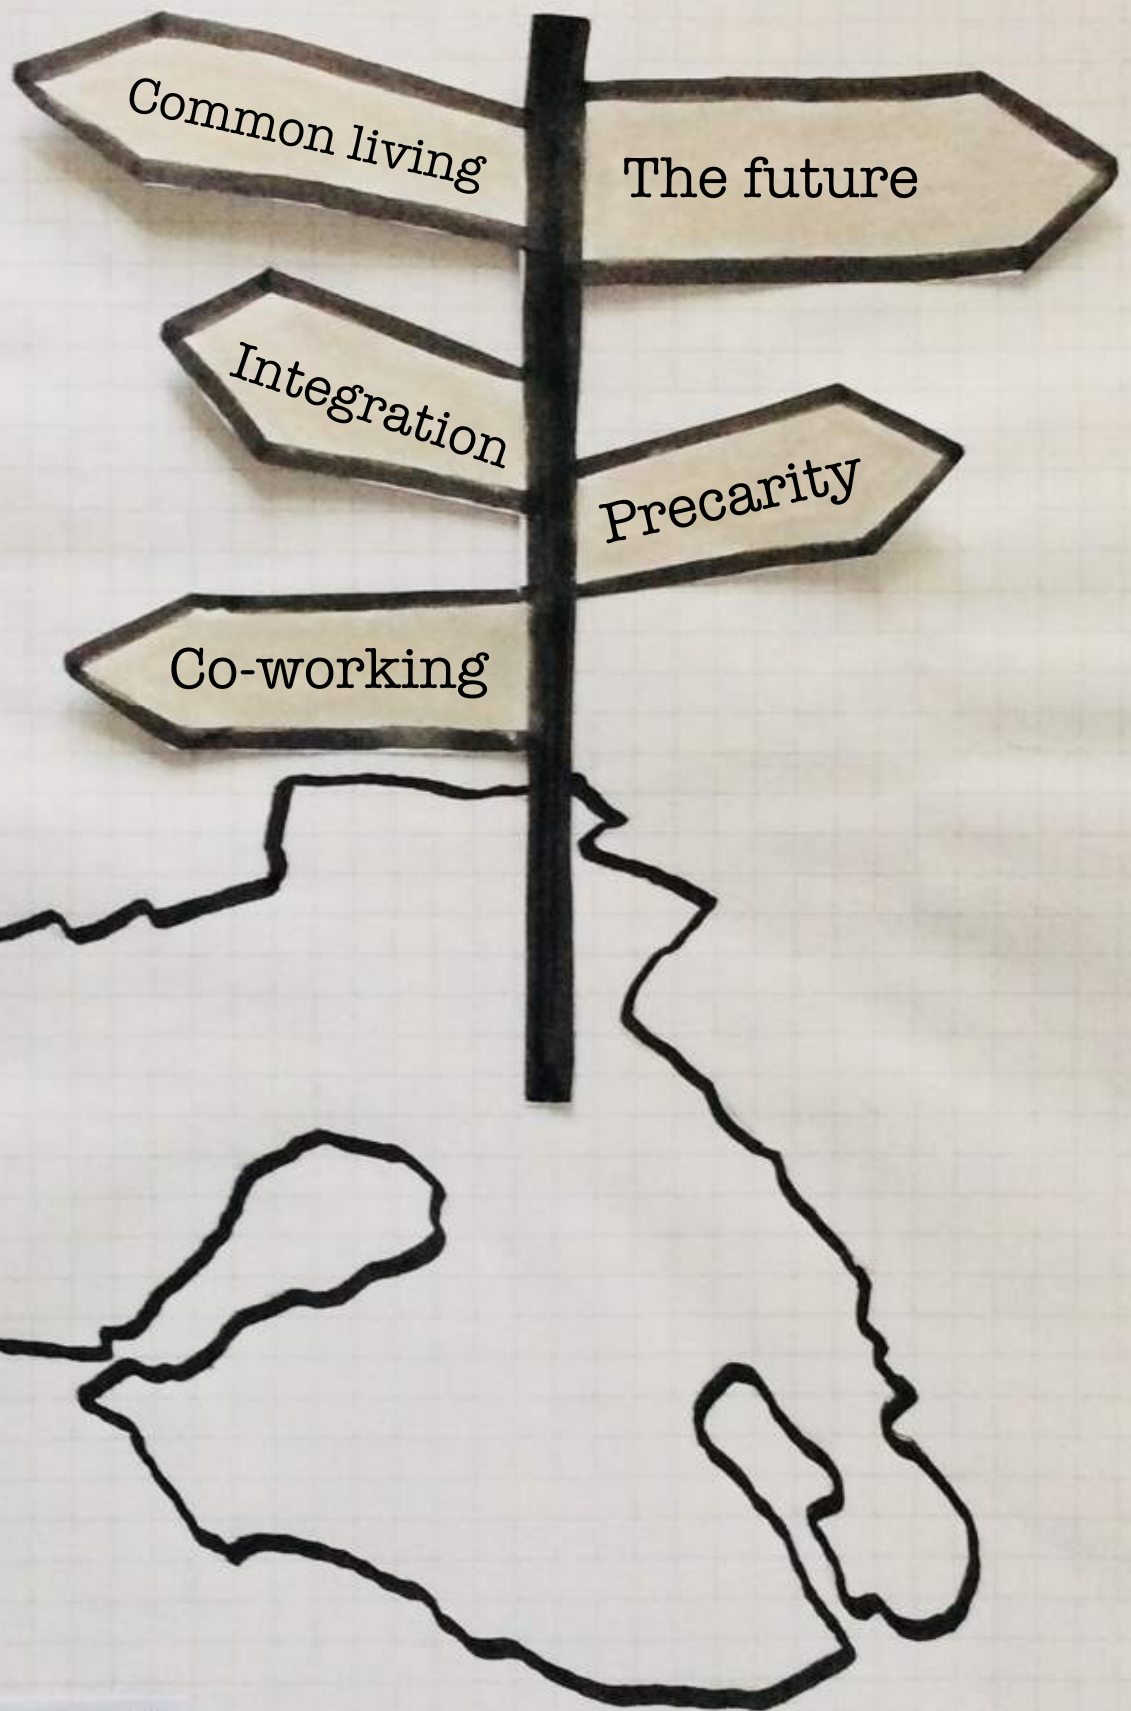 Common living
The future
Integration
Precarity
Co-working